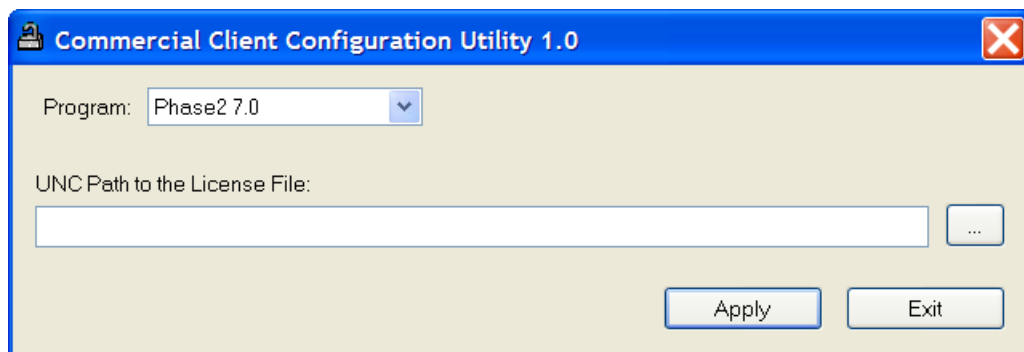 Commercial Client Configuration Utility 1.0
Program: Phase2 7.0
UNC Path to the License File:
...
Apply Exit